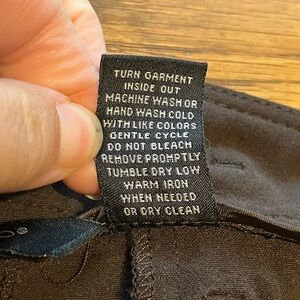 TURN GARMENT
INSIDE OUT
MACHINE WASH OR
HAND WASH COLD
WITH LIKE COLORS
GENTLE CYCLE
DO NOT BLEACH
REMOVE PROMPTLY
TUMBLE DRY LOW
WARM IRON
WHEN NEEDED
OR DRY CLEAN